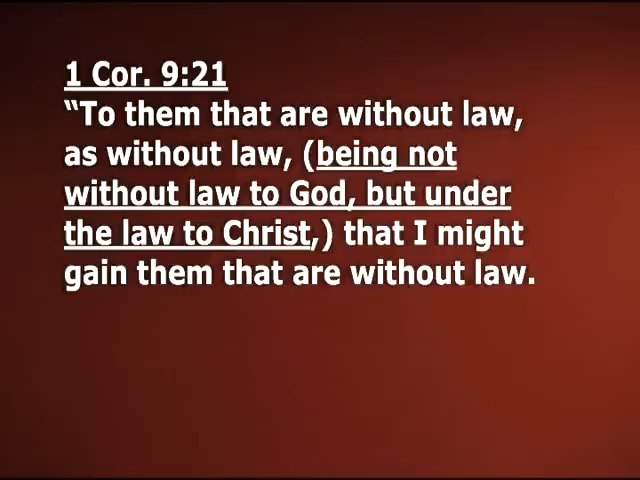 1 Cor. 9:21
“To them that are without law,
as without law, (being not
without law to God, but under
the law to Christ,) that I might
gain them that are without law.